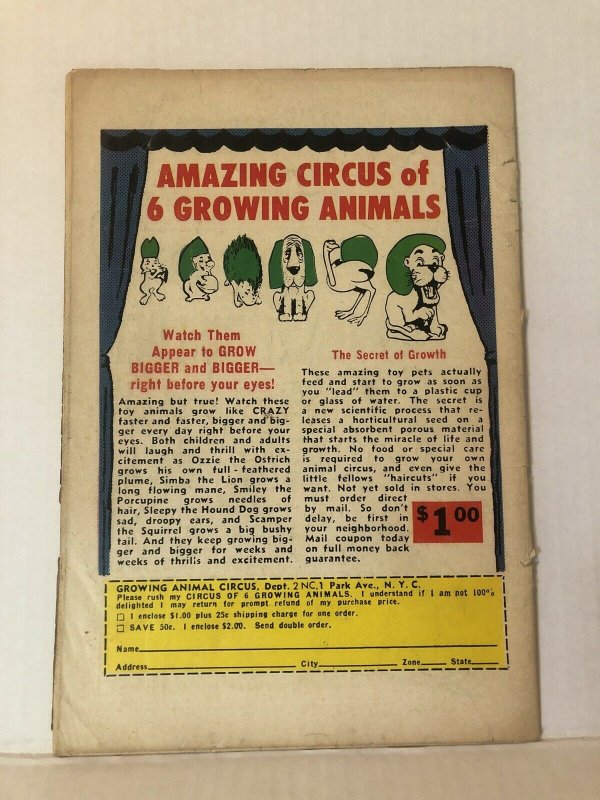 AMAZING CIRCUS of
6 GROWING ANIMALS
Watch Them
Appear to GROW
BIGGER and BIGGER—
right before your eyes!
Amazing but true! Watch these
toy animals grow like CRAZY
faster and faster, bigger and big-
ger every day right before your
eyes. Both children and adults
will laugh and thrill with ex-
citement as Ozzie the Ostrich
grows his own full - feathered
plume, Simba the Lion grows a
long flowing mane, Smiley the
Porcupine grows needles of
hair, Sleepy the Hound Dog grows
sad, droopy ears, and Scamper
the Squirrel grows a big bushy
tail. And they keep growing big-
ger and bigger for weeks and
weeks of thrills and excitement.
The Secret of Growth
These amazing toy pets actually
feed and start to grow as soon as
you "lead" them to a plastic cup
or glass of water. The secret is
a new scientific process that re-
leases a horticultural seed on a
special absorbent porous material
that starts the miracle of life and
growth. No food or special care
is required to grow your own
animal circus, and even give the
little fellows "haircuts" if you
want. Not yet sold in stores. You
must order direct
by mail. So don't
delay, be first in
your neighborhood.
Mail coupon today
on full money back
guarantee.
$1.00
GROWING ANIMAL CIRCUS, Dept. 2 NC, 1 Park Ave., N. Y. C.
Please rush my CIRCUS OF 6 GROWING ANIMALS. I understand if I am not 100%
delighted I may return for prompt refund of my purchase price.
☐ I enclose $1.00 plus 25c shipping charge for one order.
☐ SAVE 50c. I enclose $2.00. Send double order.
Name
Address City Zone State